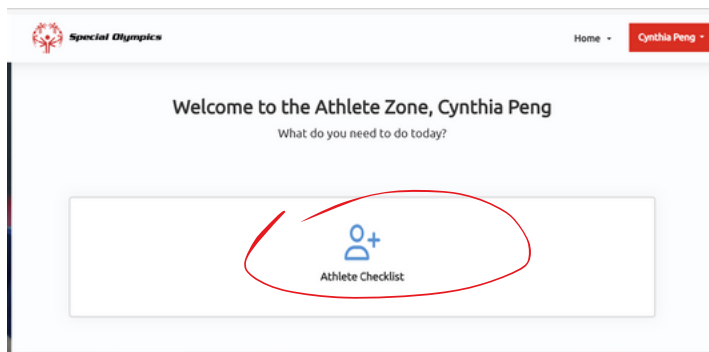 Special Olympics
Home
Cynthia Peng
Welcome to the Athlete Zone, Cynthia Peng
What do you need to do today?
Athlete Checklist